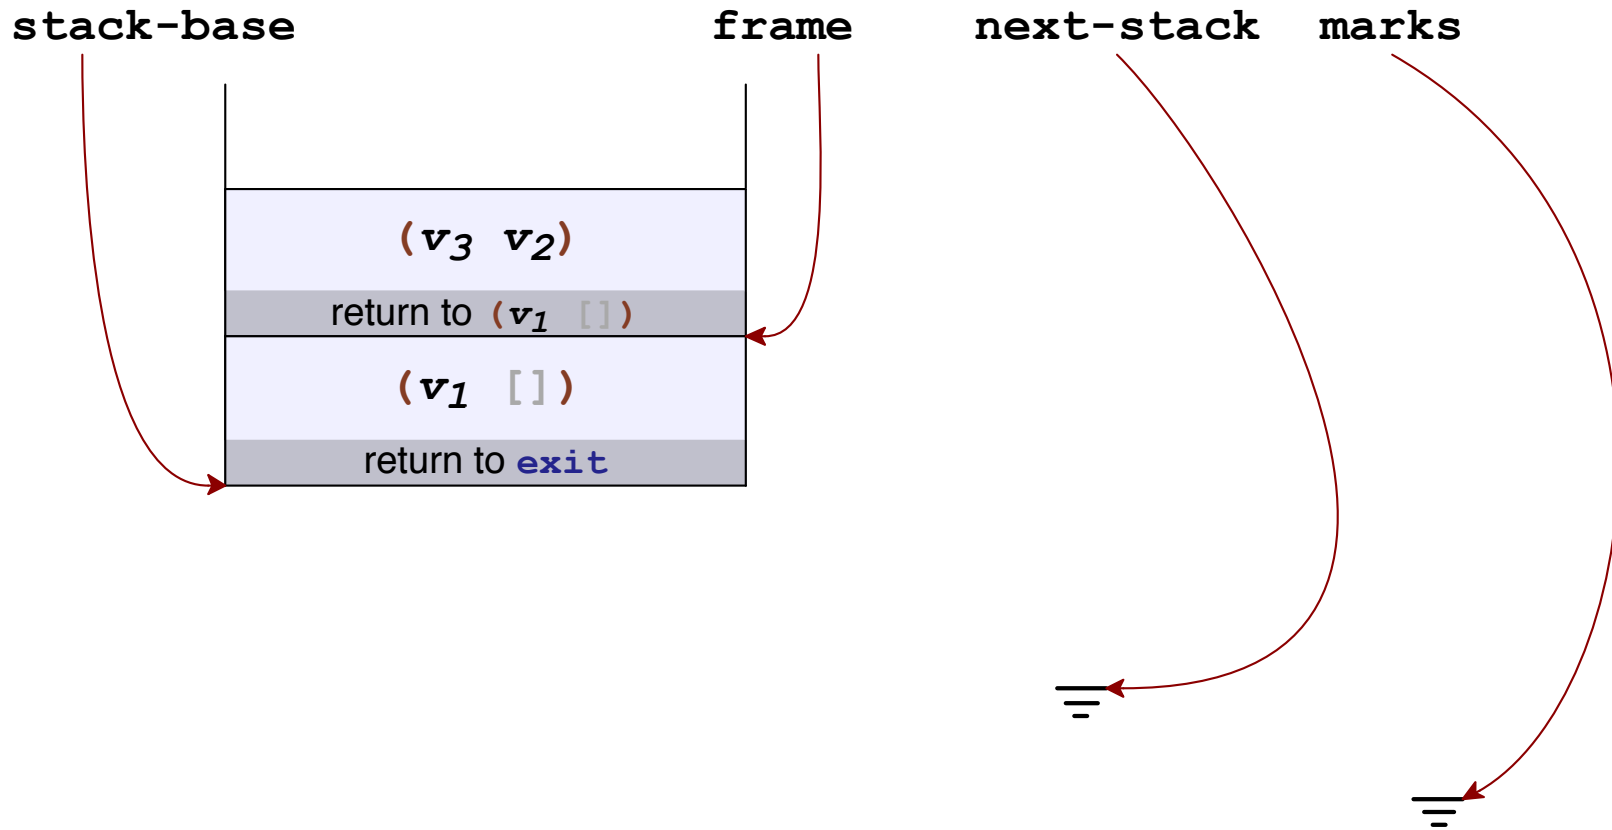 stack-base frame next-stack marks
(v3 v2)
return to (v1 [])
(v1 [])
return to exit